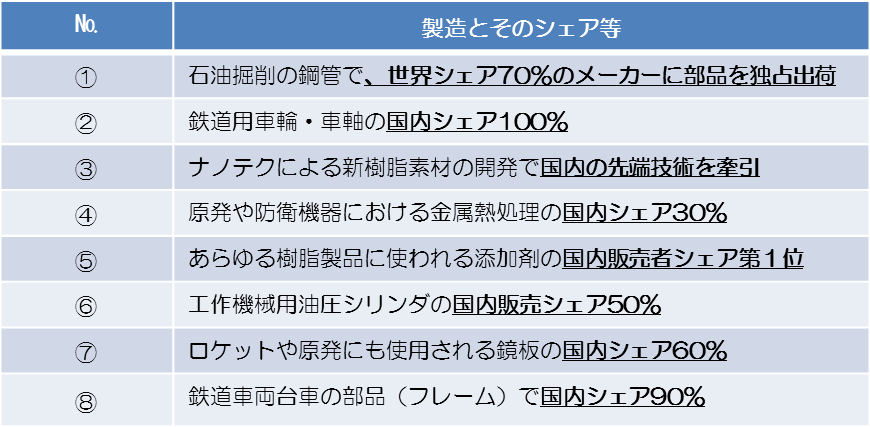 No. 製造とそのシェア等
① 石油掘削の鋼管で、世界シェア70％のメーカーに部品を独占出荷
② 鉄道用車輪・車軸の国内シェア100％
③ ナノテクによる新樹脂素材の開発で国内の先端技術を牽引
④ 原発や防衛機器における金属熱処理の国内シェア30％
⑤ あらゆる樹脂製品に使われる添加剤の国内販売者シェア第１位
⑥ 工作機械用油圧シリンダの国内販売シェア50％
⑦ ロケットや原発にも使用される鏡板の国内シェア60％
⑧ 鉄道車両台車の部品（フレーム）で国内シェア90％